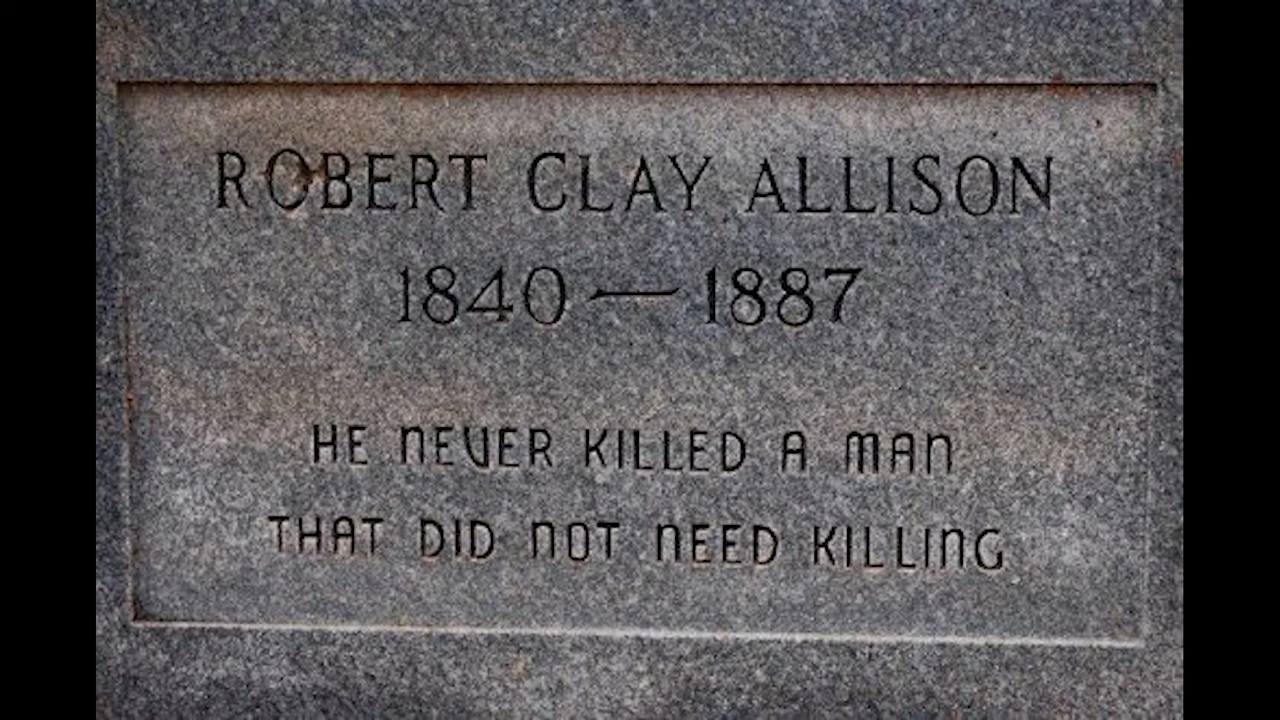 ROBERT CLAY ALLISON
1840 — 1887
HE NEVER KILLED A MAN
THAT DID NOT NEED KILLING